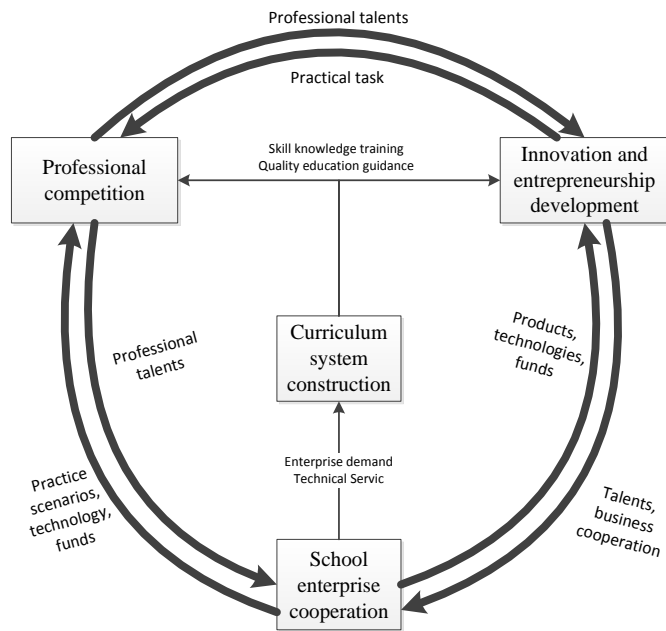 Professional talents
Practical task
Professional
competition
Skill knowledge training
Quality education guidance
Innovation and
entrepreneurship
development
Professional
talents
Curriculum
system
construction
Products,
technologies,
funds
Practice
scenarios,
technology,
funds
Enterprise demand
Technical Servic
Talents,
business
cooperation
School
enterprise
cooperation